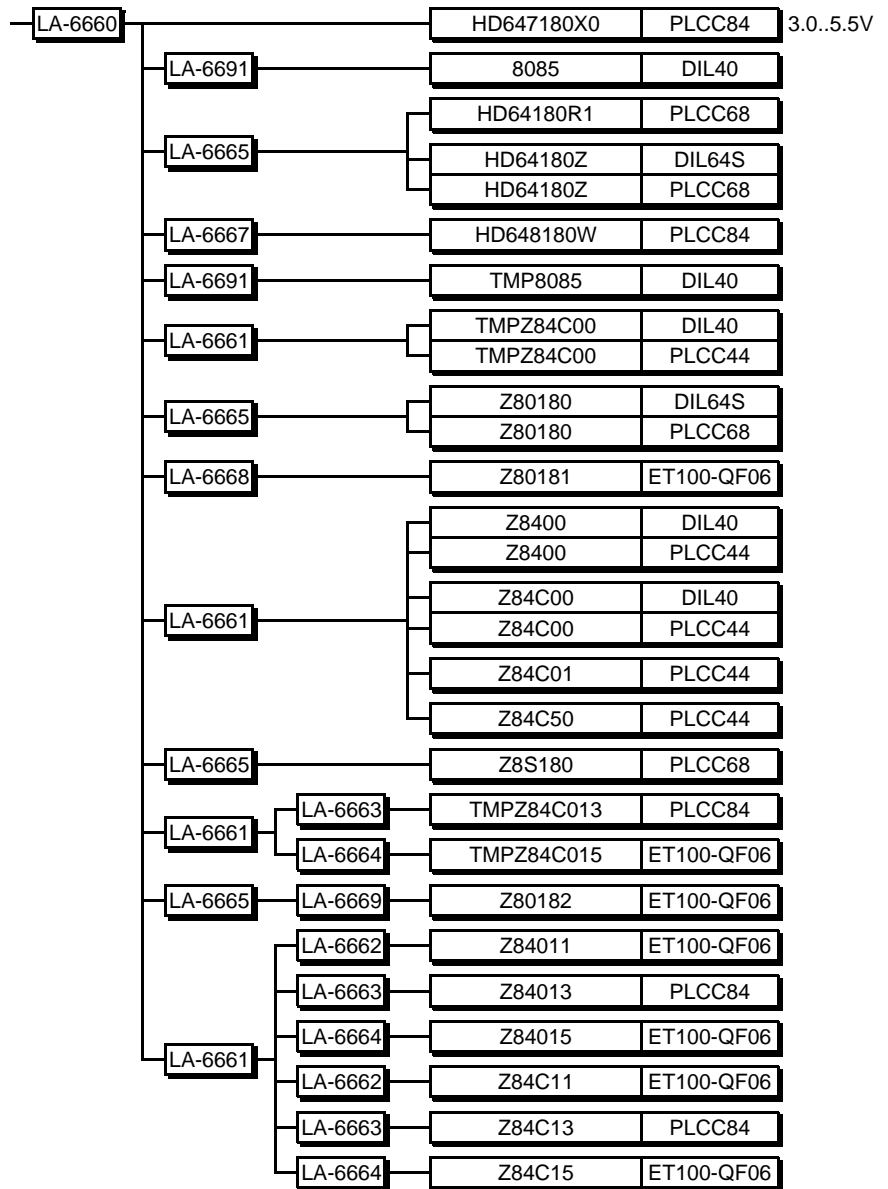 LA-6660 HD647180X0 PLCC84 3.0..5.5V
LA-6691 8085 DIL40
HD64180R1 PLCC68
LA-6665 HD64180Z DIL64S
HD64180Z PLCC68
LA-6667 HD648180W PLCC84
LA-6691 TMP8085 DIL40
LA-6661 TMPZ84C00 DIL40
TMPZ84C00 PLCC44
LA-6665 Z80180 DIL64S
Z80180 PLCC68
LA-6668 Z80181 ET100-QF06
Z8400 DIL40
Z8400 PLCC44
Z84C00 DIL40
LA-6661 Z84C00 PLCC44
Z84C01 PLCC44
Z84C50 PLCC44
LA-6665 Z8S180 PLCC68
LA-6663 TMPZ84C013 PLCC84
LA-6661
LA-6664 TMPZ84C015 ET100-QF06
LA-6665 LA-6669 Z80182 ET100-QF06
LA-6662 Z84011 ET100-QF06
LA-6663 Z84013 PLCC84
LA-6664 Z84015 ET100-QF06
LA-6661
LA-6662 Z84C11 ET100-QF06
LA-6663 Z84C13 PLCC84
LA-6664 Z84C15 ET100-QF06